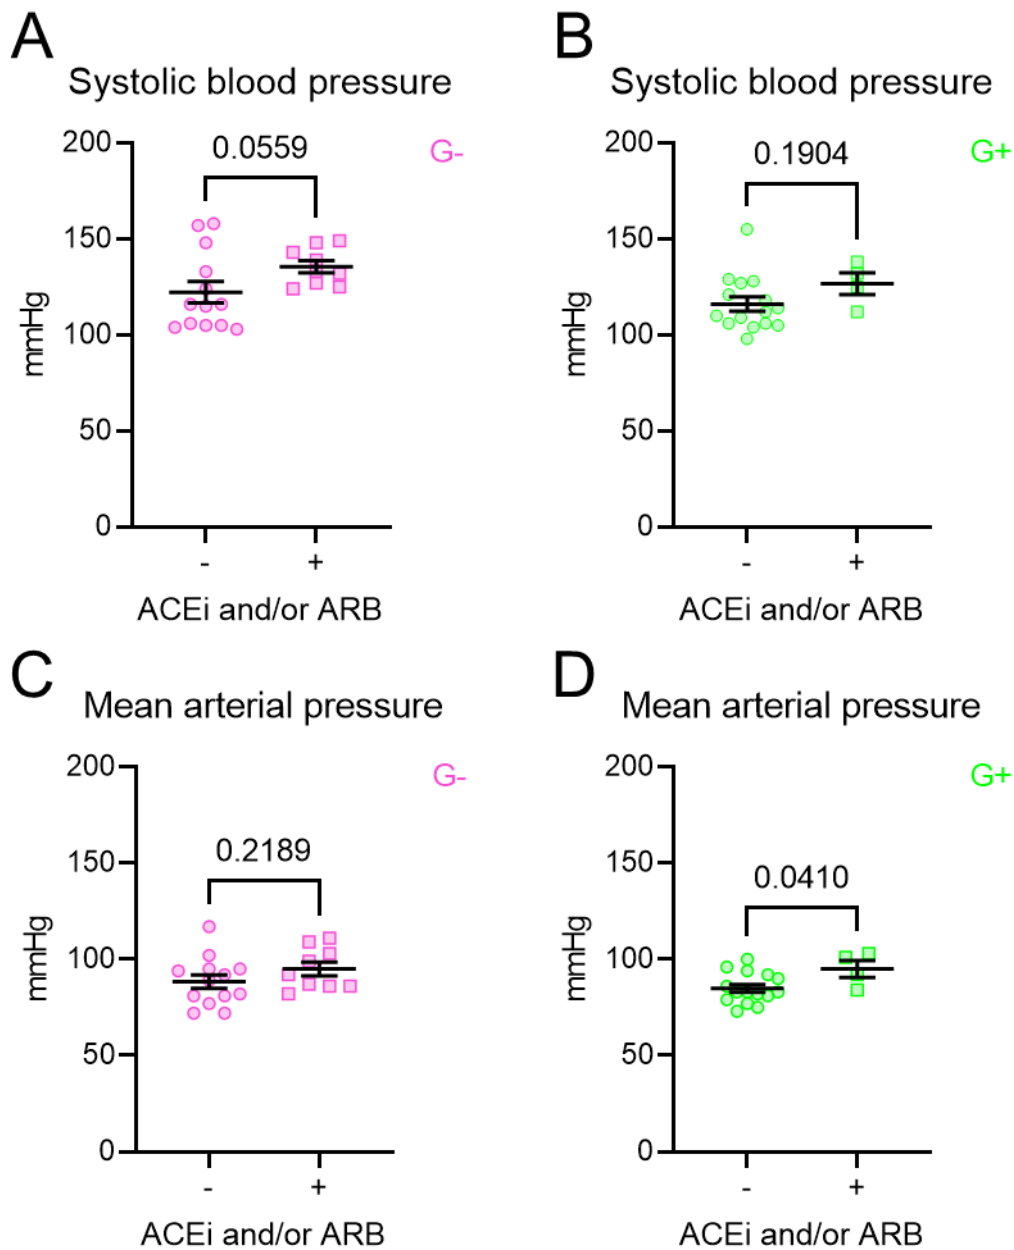 A
Systolic blood pressure
G-
0.0559
200
150
100
50
0
mmHg
- +
ACEi and/or ARB
B
Systolic blood pressure
G+
0.1904
200
150
100
50
0
mmHg
- +
ACEi and/or ARB
C
Mean arterial pressure
G-
0.2189
200
150
100
50
0
mmHg
- +
ACEi and/or ARB
D
Mean arterial pressure
G+
0.0410
200
150
100
50
0
mmHg
- +
ACEi and/or ARB